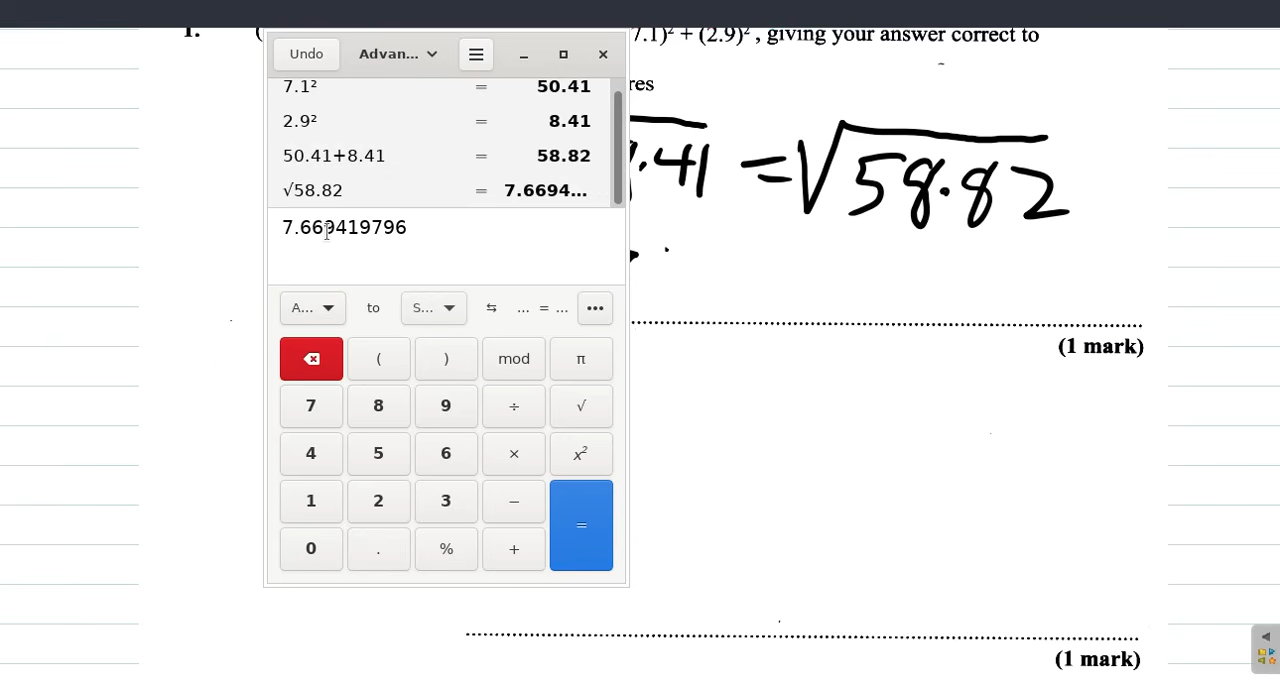 1. ( 7.1)² + (2.9)² , giving your answer correct to
Undo Advan...
res
7.1² = 50.41
2.9² = 8.41
50.41+8.41 = 58.82
√58.82 = 7.6694...
.41 = √58.82
7.669419796
A... to S... ⇆ ... = ... •••
( ) mod π
7 8 9 ÷ √
4 5 6 × x²
1 2 3 − =
0 . % +
(1 mark)
(1 mark)